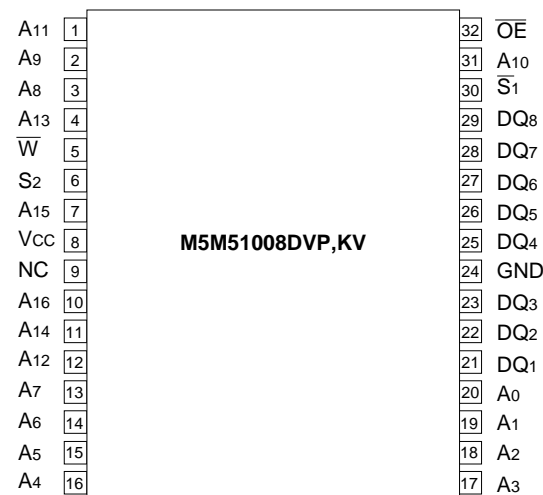 A11 1 32 O̅E̅
A9 2 31 A10
A8 3 30 S̅1
A13 4 29 DQ8
W̅ 5 28 DQ7
S2 6 27 DQ6
A15 7 26 DQ5
VCC 8 M5M51008DVP,KV 25 DQ4
NC 9 24 GND
A16 10 23 DQ3
A14 11 22 DQ2
A12 12 21 DQ1
A7 13 20 A0
A6 14 19 A1
A5 15 18 A2
A4 16 17 A3